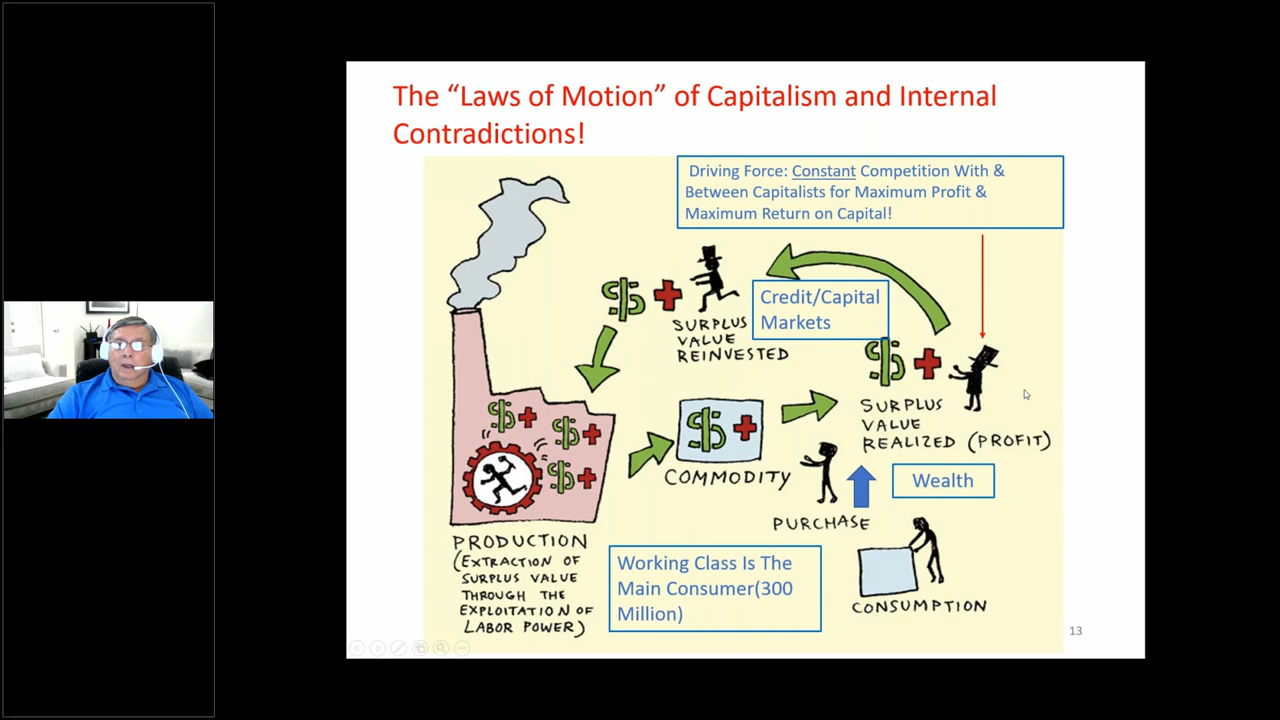 The “Laws of Motion” of Capitalism and Internal
Contradictions!
Driving Force: Constant Competition With &
Between Capitalists for Maximum Profit &
Maximum Return on Capital!
$ +
SURPLUS
VALUE
REINVESTED
Credit/Capital
Markets
$ +
SURPLUS
VALUE
REALIZED (PROFIT)
$ +
$ +
$ +
$ +
COMMODITY
PURCHASE
Wealth
PRODUCTION
(EXTRACTION OF
SURPLUS VALUE
THROUGH THE
EXPLOITATION OF
LABOR POWER)
Working Class Is The
Main Consumer(300
Million)
CONSUMPTION
13